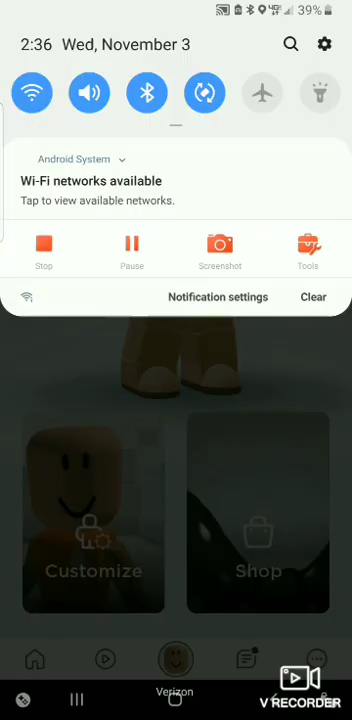 39%
2:36 Wed, November 3
Android System
Wi-Fi networks available
Tap to view available networks.
Stop Pause Screenshot Tools
Notification settings Clear
Customize Shop
Verizon
V RECORDER